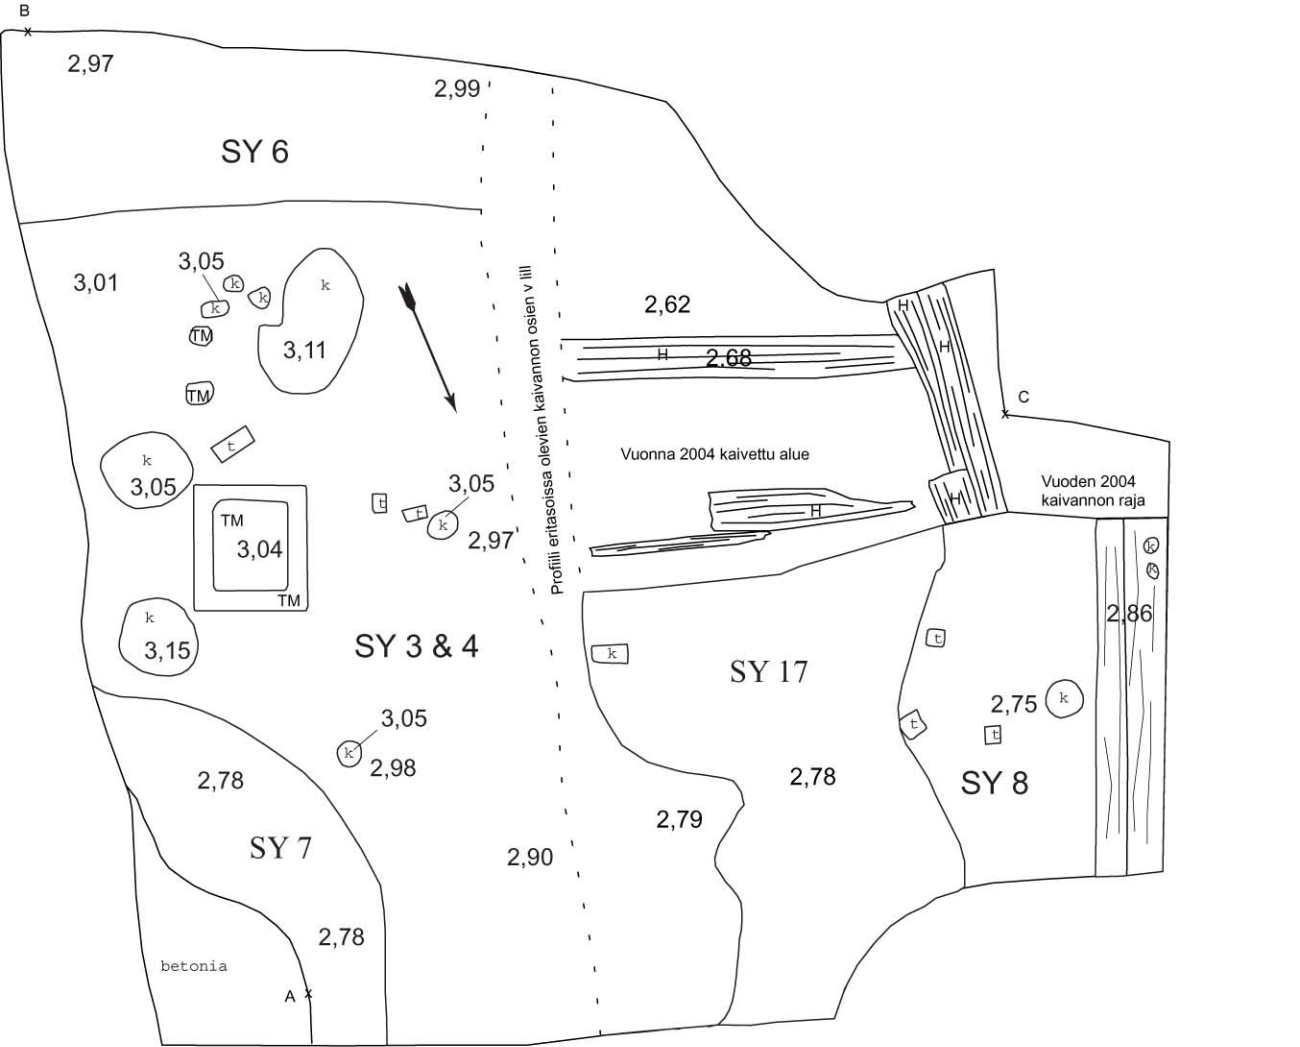 B
2,97
2,99
SY 6
3,01
3,05
k
k
k
k
3,11
TM
TM
2,62
H
H
H
2,68
C
t
k
3,05
Profiili eritasoissa olevien kaivannon osien v lill
Vuonna 2004 kaivettu alue
Vuoden 2004
kaivannon raja
3,05
t
t
k
2,97
H
H
TM
3,04
TM
k
k
2,86
k
3,15
SY 3 & 4
k
SY 17
t
t
2,75
k
t
3,05
k
2,98
2,78
2,78
SY 8
2,79
SY 7
2,90
2,78
betonia
A